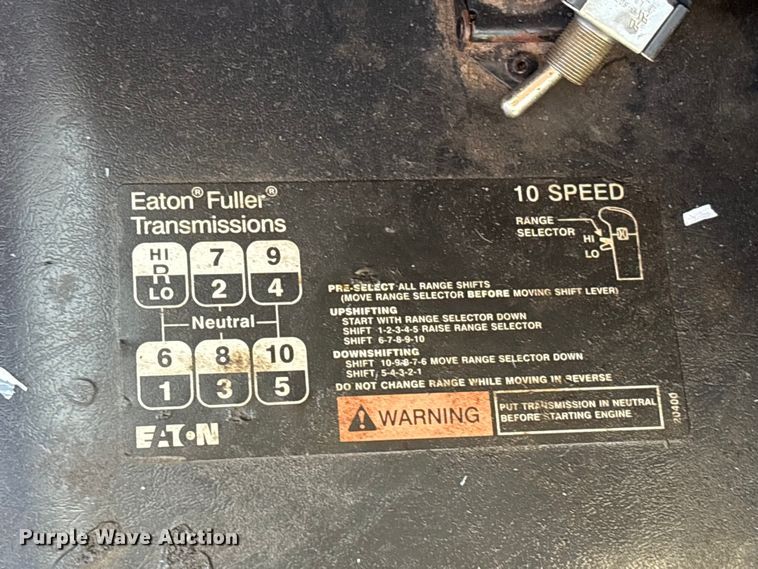 Eaton® Fuller®
Transmissions
10 SPEED
RANGE
SELECTOR
HI
LO
HI 7 9
R
LO 2 4
Neutral
6 8 10
1 3 5
EATON
PRE-SELECT ALL RANGE SHIFTS
(MOVE RANGE SELECTOR BEFORE MOVING SHIFT LEVER)
UPSHIFTING
START WITH RANGE SELECTOR DOWN
SHIFT 1-2-3-4-5 RAISE RANGE SELECTOR
SHIFT 6-7-8-9-10
DOWNSHIFTING
SHIFT 10-9-8-7-6 MOVE RANGE SELECTOR DOWN
SHIFT 5-4-3-2-1
DO NOT CHANGE RANGE WHILE MOVING IN REVERSE
WARNING
PUT TRANSMISSION IN NEUTRAL
BEFORE STARTING ENGINE
20400
Purple Wave Auction